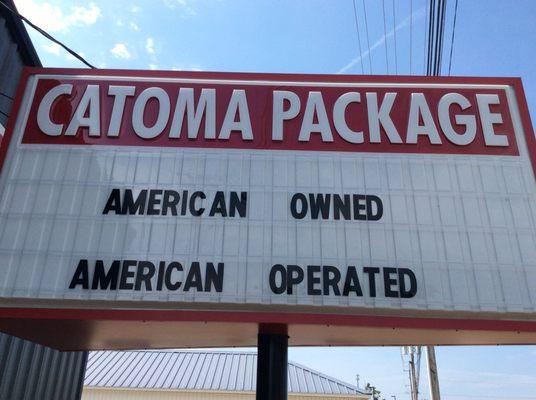 CATOMA PACKAGE
AMERICAN OWNED
AMERICAN OPERATED